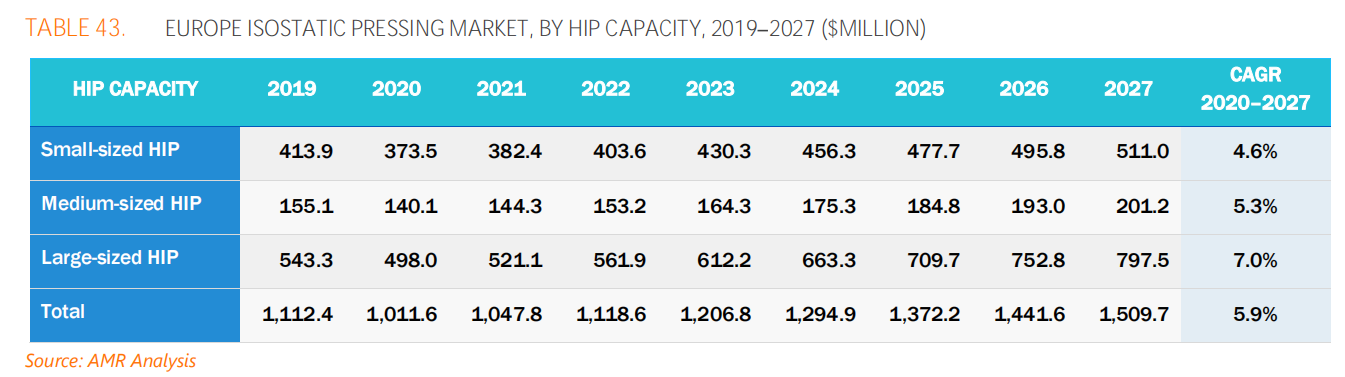 TABLE 43. EUROPE ISOSTATIC PRESSING MARKET, BY HIP CAPACITY, 2019–2027 ($MILLION)
HIP CAPACITY 2019 2020 2021 2022 2023 2024 2025 2026 2027 CAGR 2020–2027
Small-sized HIP 413.9 373.5 382.4 403.6 430.3 456.3 477.7 495.8 511.0 4.6%
Medium-sized HIP 155.1 140.1 144.3 153.2 164.3 175.3 184.8 193.0 201.2 5.3%
Large-sized HIP 543.3 498.0 521.1 561.9 612.2 663.3 709.7 752.8 797.5 7.0%
Total 1,112.4 1,011.6 1,047.8 1,118.6 1,206.8 1,294.9 1,372.2 1,441.6 1,509.7 5.9%
Source: AMR Analysis